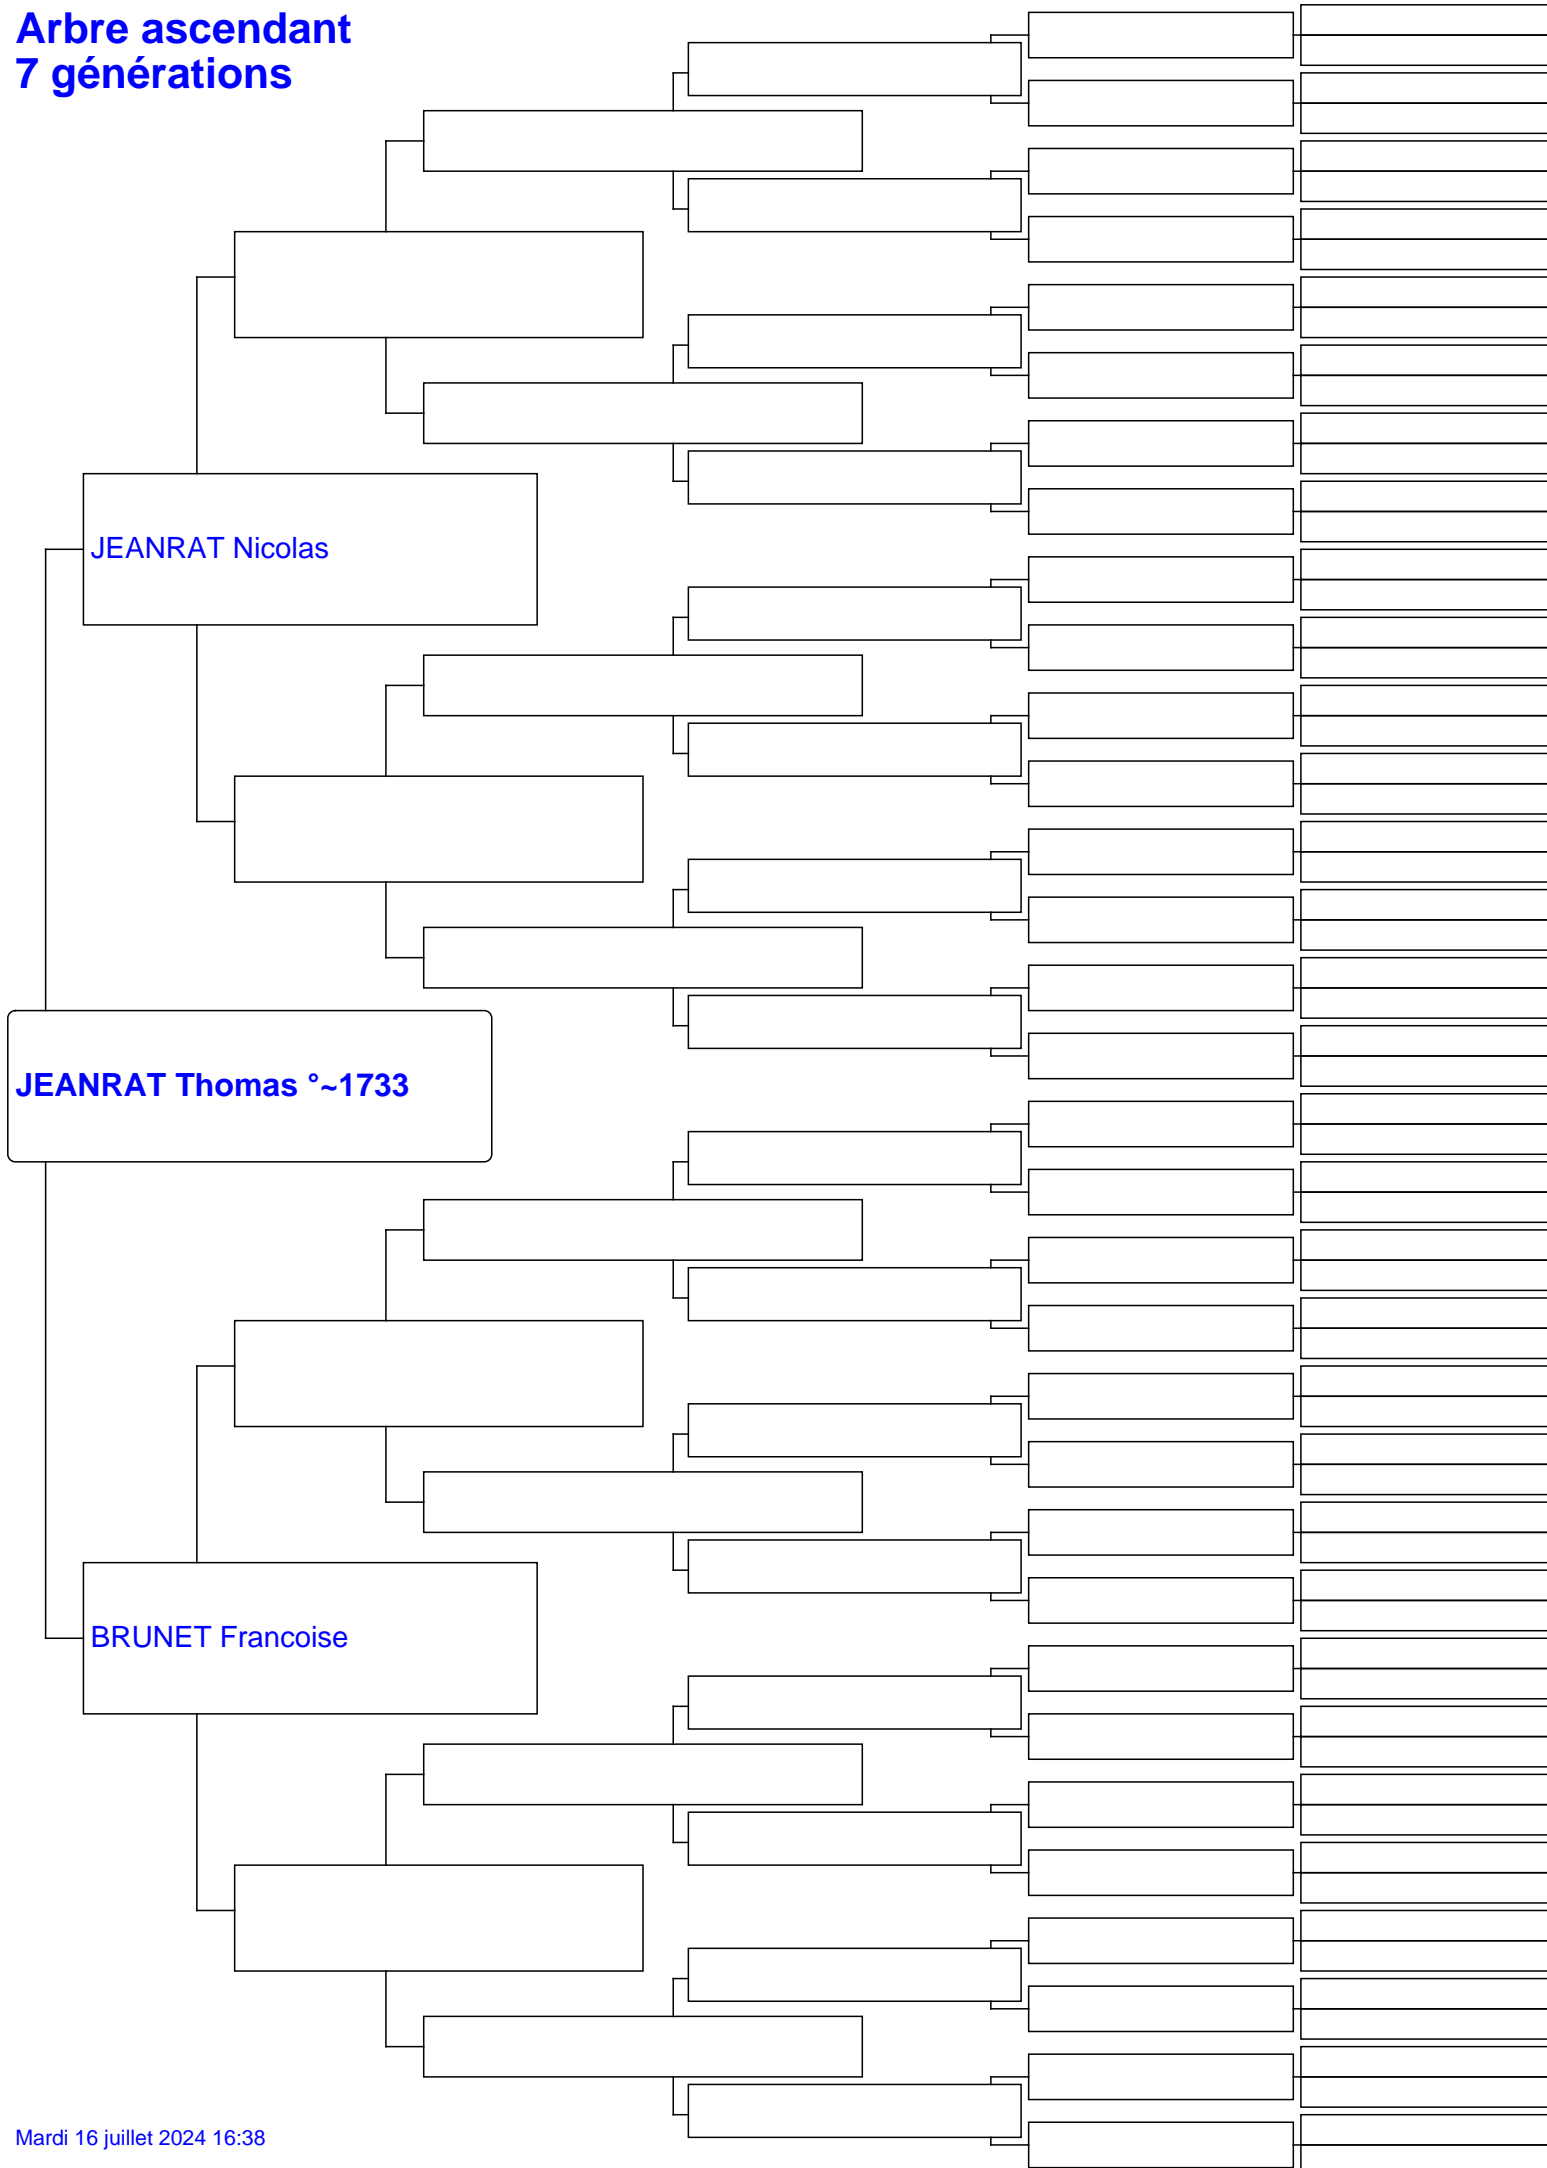 Arbre ascendant
7 générations
JEANRAT Nicolas
JEANRAT Thomas °~1733
BRUNET Francoise
Mardi 16 juillet 2024 16:38